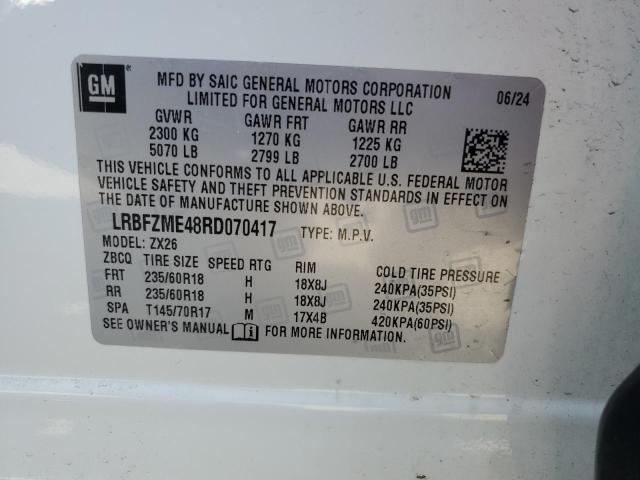 GM
MFD BY SAIC GENERAL MOTORS CORPORATION
LIMITED FOR GENERAL MOTORS LLC
06/24
GVWR GAWR FRT GAWR RR
2300 KG 1270 KG 1225 KG
5070 LB 2799 LB 2700 LB
THIS VEHICLE CONFORMS TO ALL APPLICABLE U.S. FEDERAL MOTOR
VEHICLE SAFETY AND THEFT PREVENTION STANDARDS IN EFFECT ON
THE DATE OF MANUFACTURE SHOWN ABOVE.
LRBFZME48RD070417 TYPE: M.P.V.
MODEL: ZX26
ZBCQ TIRE SIZE SPEED RTG RIM COLD TIRE PRESSURE
FRT 235/60R18 H 18X8J 240KPA(35PSI)
RR 235/60R18 H 18X8J 240KPA(35PSI)
SPA T145/70R17 M 17X4B 420KPA(60PSI)
SEE OWNER'S MANUAL FOR MORE INFORMATION.